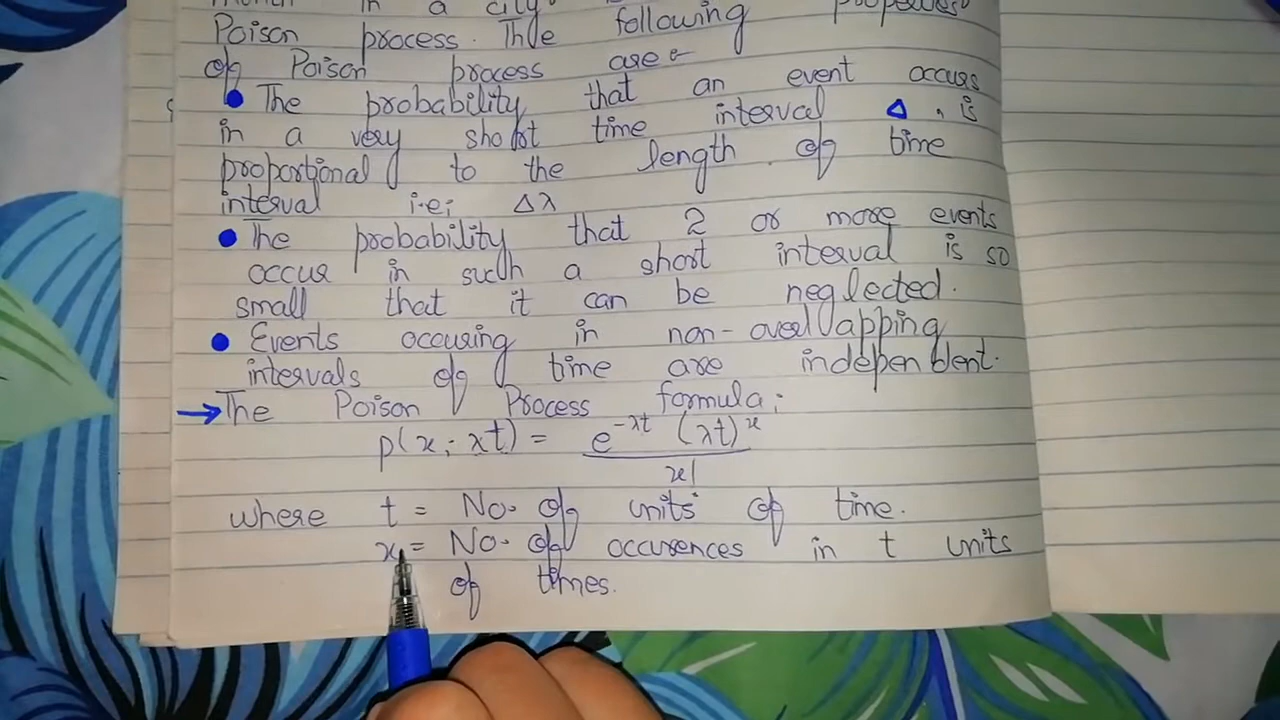 in a city
Poison process. The following properties
of Poison process are
The probability that an event occurs
in a very short time interval Δ, is
proportional to the length of time
interval i.e; Δλ
The probability that 2 or more events
occur in such a short interval is so
small that it can be neglected.
Events occuring in non-overlapping
intervals of time are independent.
→The Poison Process formula;
p(x; λt) = e^-λt (λt)^x / x!
where t = No. of units of time.
x = No. of occurences in t units
of times.